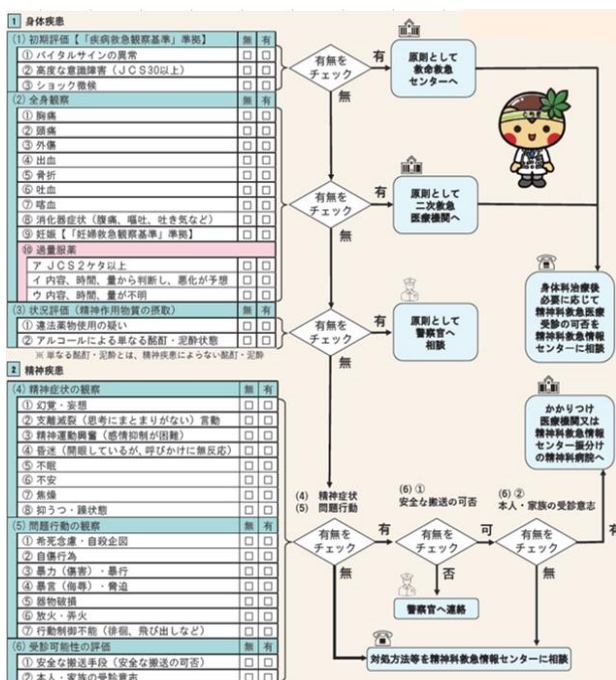 1 身体疾患
(1) 初期評価【「疾病救急観察基準」準拠】 無 有
① バイタルサインの異常 □ □
② 高度な意識障害(JCS30以上) □ □
③ ショック徴候 □ □
(2) 全身観察 無 有
① 胸痛 □ □
② 頭痛 □ □
③ 外傷 □ □
④ 出血 □ □
⑤ 骨折 □ □
⑥ 吐血 □ □
⑦ 喀血 □ □
⑧ 消化器症状(腹痛、嘔吐、吐き気など) □ □
⑨ 妊娠【「妊婦救急観察基準」準拠】 □ □
⑩ 過量服薬
ア JCS2ケタ以上 □ □
イ 内容、時間、量から判断し、悪化が予想 □ □
ウ 内容、時間、量が不明 □ □
(3) 状況評価(精神作用物質の摂取) 無 有
① 違法薬物使用の疑い □ □
② アルコールによる単なる酩酊・泥酔状態 □ □
※ 単なる酩酊・泥酔とは、精神疾患によらない酩酊・泥酔
2 精神疾患
(4) 精神症状の観察 無 有
① 幻覚・妄想 □ □
② 支離滅裂(思考にまとまりがない)言動 □ □
③ 精神運動興奮(感情抑制が困難) □ □
④ 昏迷(開眼しているが、呼びかけに無反応) □ □
⑤ 不眠 □ □
⑥ 不安 □ □
⑦ 焦燥 □ □
⑧ 抑うつ・躁状態 □ □
(5) 問題行動の観察 無 有
① 希死念慮・自殺企図 □ □
② 自傷行為 □ □
③ 暴力(傷害)・暴行 □ □
④ 暴言(侮辱)・脅迫 □ □
⑤ 器物破損 □ □
⑥ 放火・弄火 □ □
⑦ 行動制御不能(徘徊、飛び出しなど) □ □
(6) 受診可能性の評価 無 有
① 安全な搬送手段(安全な搬送の可否) □ □
② 本人・家族の受診意志 □ □
有無を
チェック
有
無
原則として
救命救急
センターへ
有無を
チェック
有
無
原則として
二次救急
医療機関へ
有無を
チェック
有
無
原則として
警察官へ
相談
身体科治療後
必要に応じて
精神科救急医療
受診の可否を
精神科救急情報
センターに相談
かかりつけ
医療機関又は
精神科救急情報
センター振分け
の精神科病院へ
(4) 精神症状
(5) 問題行動
有無を
チェック
有
無
(6) ①
安全な搬送の可否
有無を
チェック
可
否
警察官へ連絡
(6) ②
本人・家族の受診意志
有無を
チェック
有
無
対処方法等を精神科救急情報センターに相談